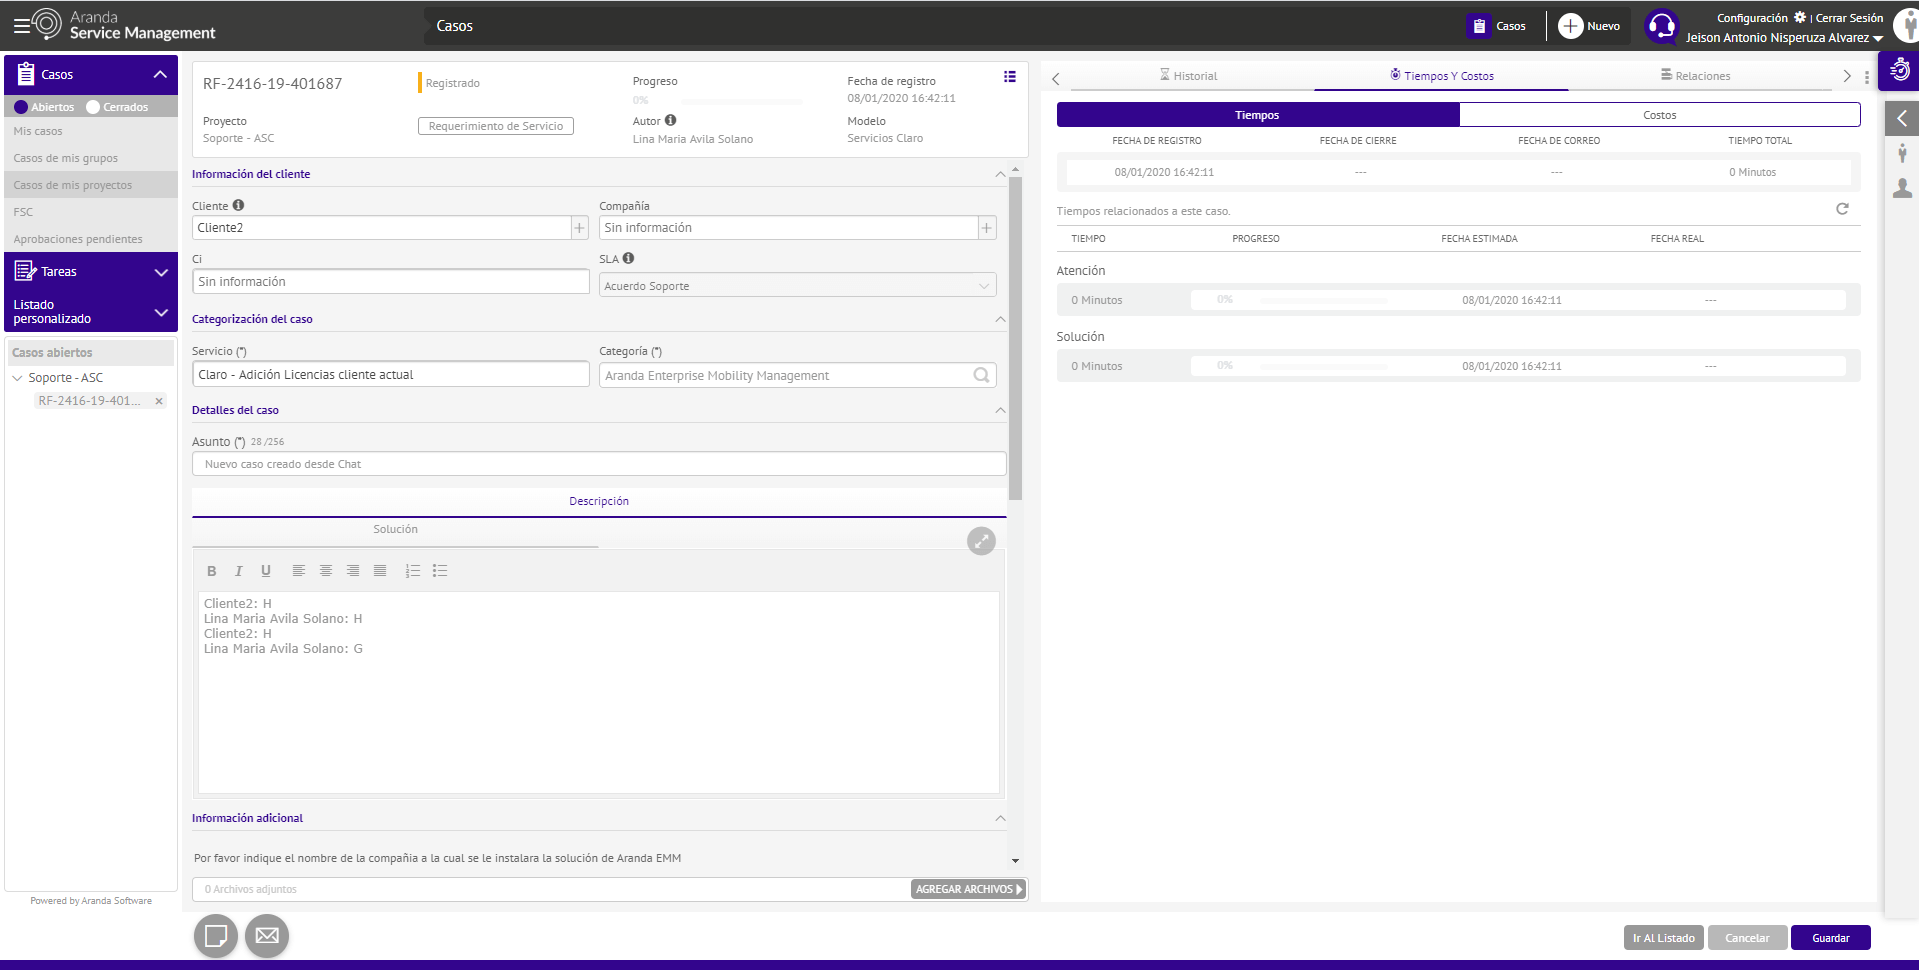 Aranda
Service Management
Casos
Casos
Nuevo
Configuración | Cerrar Sesión
Jeison Antonio Nisperuza Alvarez
Casos
Abiertos
Cerrados
Mis casos
Casos de mis grupos
Casos de mis proyectos
FSC
Aprobaciones pendientes
Tareas
Listado
personalizado
Casos abiertos
Soporte - ASC
RF-2416-19-401...
Powered by Aranda Software
RF-2416-19-401687
Registrado
Progreso
0%
Fecha de registro
08/01/2020 16:42:11
Proyecto
Soporte - ASC
Requerimiento de Servicio
Autor
Lina Maria Avila Solano
Modelo
Servicios Claro
Información del cliente
Cliente
Compañía
Cliente2
Sin información
Ci
SLA
Sin información
Acuerdo Soporte
Categorización del caso
Servicio (*)
Categoría (*)
Claro - Adición Licencias cliente actual
Aranda Enterprise Mobility Management
Detalles del caso
Asunto (*) 28 /256
Nuevo caso creado desde Chat
Descripción
Solución
B I U
Cliente2: H
Lina Maria Avila Solano: H
Cliente2: H
Lina Maria Avila Solano: G
Información adicional
Por favor indique el nombre de la compañia a la cual se le instalara la solución de Aranda EMM
0 Archivos adjuntos
AGREGAR ARCHIVOS
Historial
Tiempos Y Costos
Relaciones
Tiempos
Costos
FECHA DE REGISTRO
FECHA DE CIERRE
FECHA DE CORREO
TIEMPO TOTAL
08/01/2020 16:42:11
---
---
0 Minutos
Tiempos relacionados a este caso.
TIEMPO
PROGRESO
FECHA ESTIMADA
FECHA REAL
Atención
0 Minutos
0%
08/01/2020 16:42:11
---
Solución
0 Minutos
0%
08/01/2020 16:42:11
---
Ir Al Listado
Cancelar
Guardar